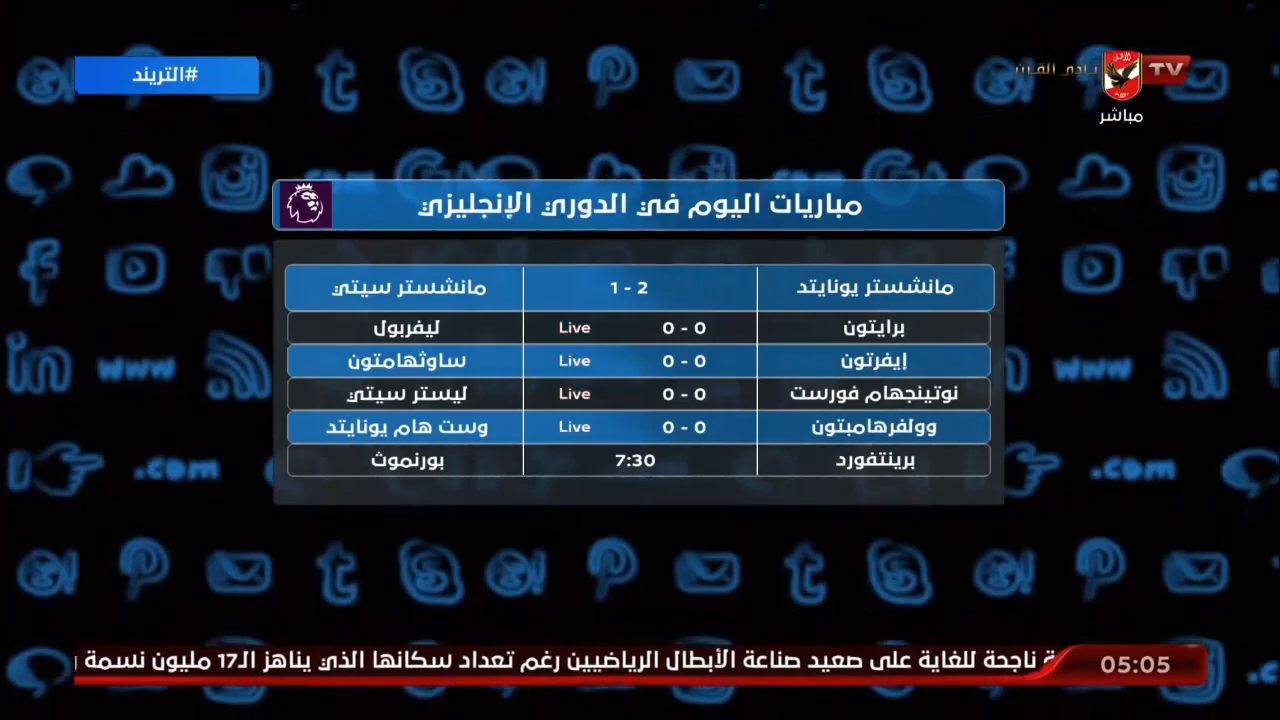 #التريند
نادي القرن
TV
مباشر
مباريات اليوم في الدوري الإنجليزي
مانشستر يونايتد 2 - 1 مانشستر سيتي
برايتون 0 - 0 Live ليفربول
إيفرتون 0 - 0 Live ساوثهامتون
نوتينجهام فورست 0 - 0 Live ليستر سيتي
وولفرهامبتون 0 - 0 Live وست هام يونايتد
برينتفورد 7:30 بورنموث
ناجحة للغاية على صعيد صناعة الأبطال الرياضيين رغم تعداد سكانها الذي يناهز الـ17 مليون نسمة
05:05